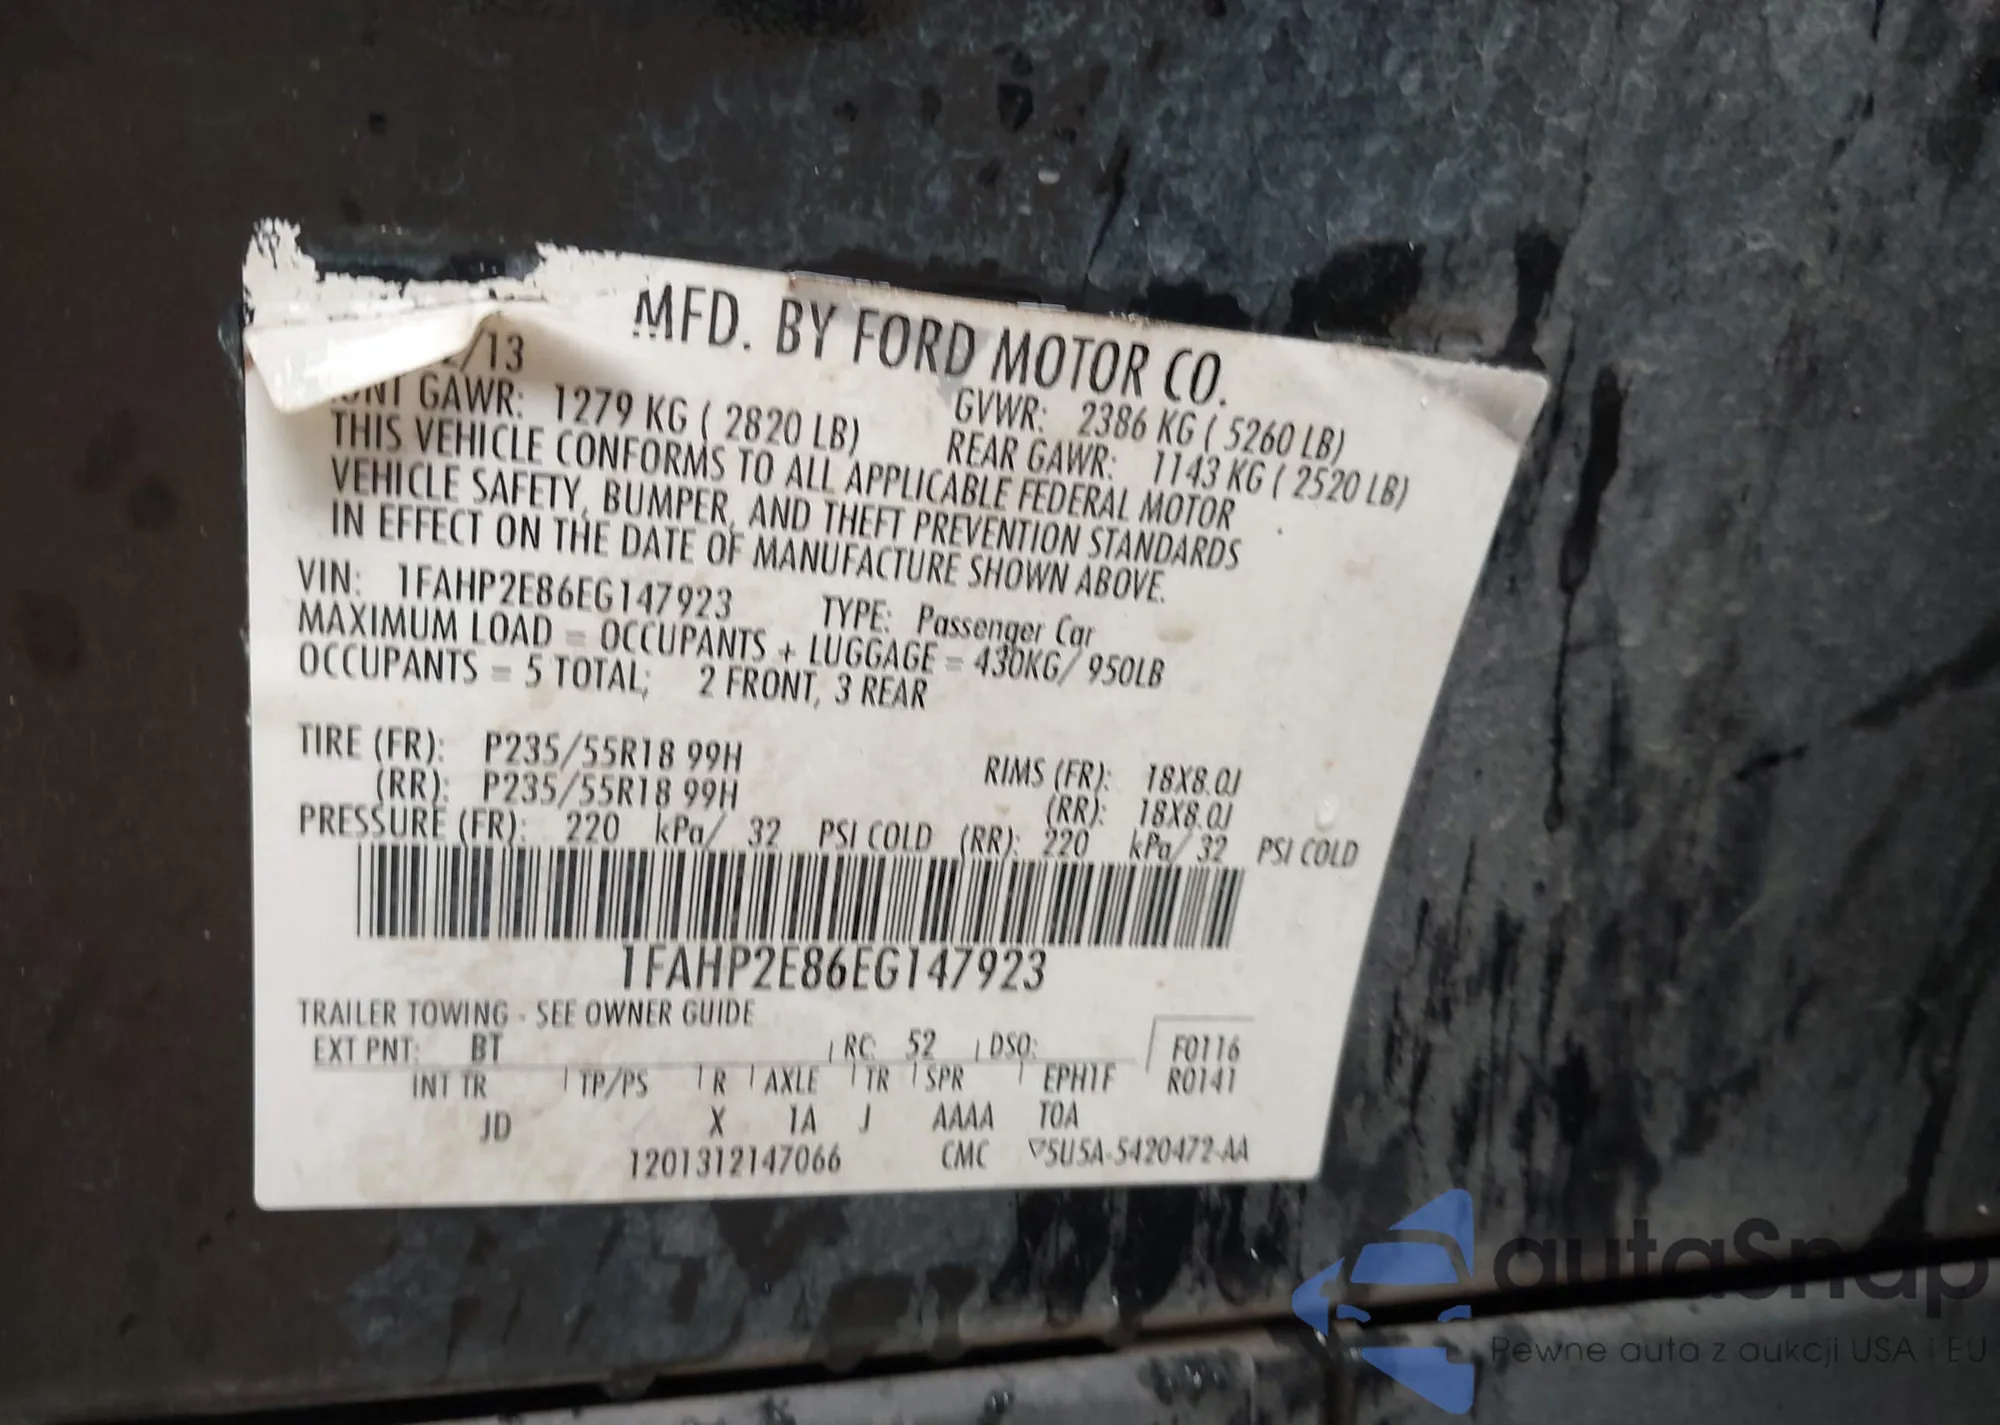 MFD. BY FORD MOTOR CO.
/13
GAWR: 1279 KG ( 2820 LB) GVWR: 2386 KG ( 5260 LB)
REAR GAWR: 1143 KG ( 2520 LB)
THIS VEHICLE CONFORMS TO ALL APPLICABLE FEDERAL MOTOR
VEHICLE SAFETY, BUMPER, AND THEFT PREVENTION STANDARDS
IN EFFECT ON THE DATE OF MANUFACTURE SHOWN ABOVE.
VIN: 1FAHP2E86EG147923 TYPE: Passenger Car
MAXIMUM LOAD = OCCUPANTS + LUGGAGE = 430KG/ 950LB
OCCUPANTS = 5 TOTAL; 2 FRONT, 3 REAR
TIRE (FR): P235/55R18 99H RIMS (FR): 18X8.0J
(RR): P235/55R18 99H (RR): 18X8.0J
PRESSURE (FR): 220 kPa/ 32 PSI COLD (RR): 220 kPa/ 32 PSI COLD
1FAHP2E86EG147923
TRAILER TOWING - SEE OWNER GUIDE
EXT PNT: BT RC: 52 DSO: F0116
INT TR TP/PS R AXLE TR SPR EPH1F R0141
JD X 1A J AAAA TOA
1201312147066 CMC 5U5A-5420472-AA
autaSnap
Pewne auta z aukcji USA i EU